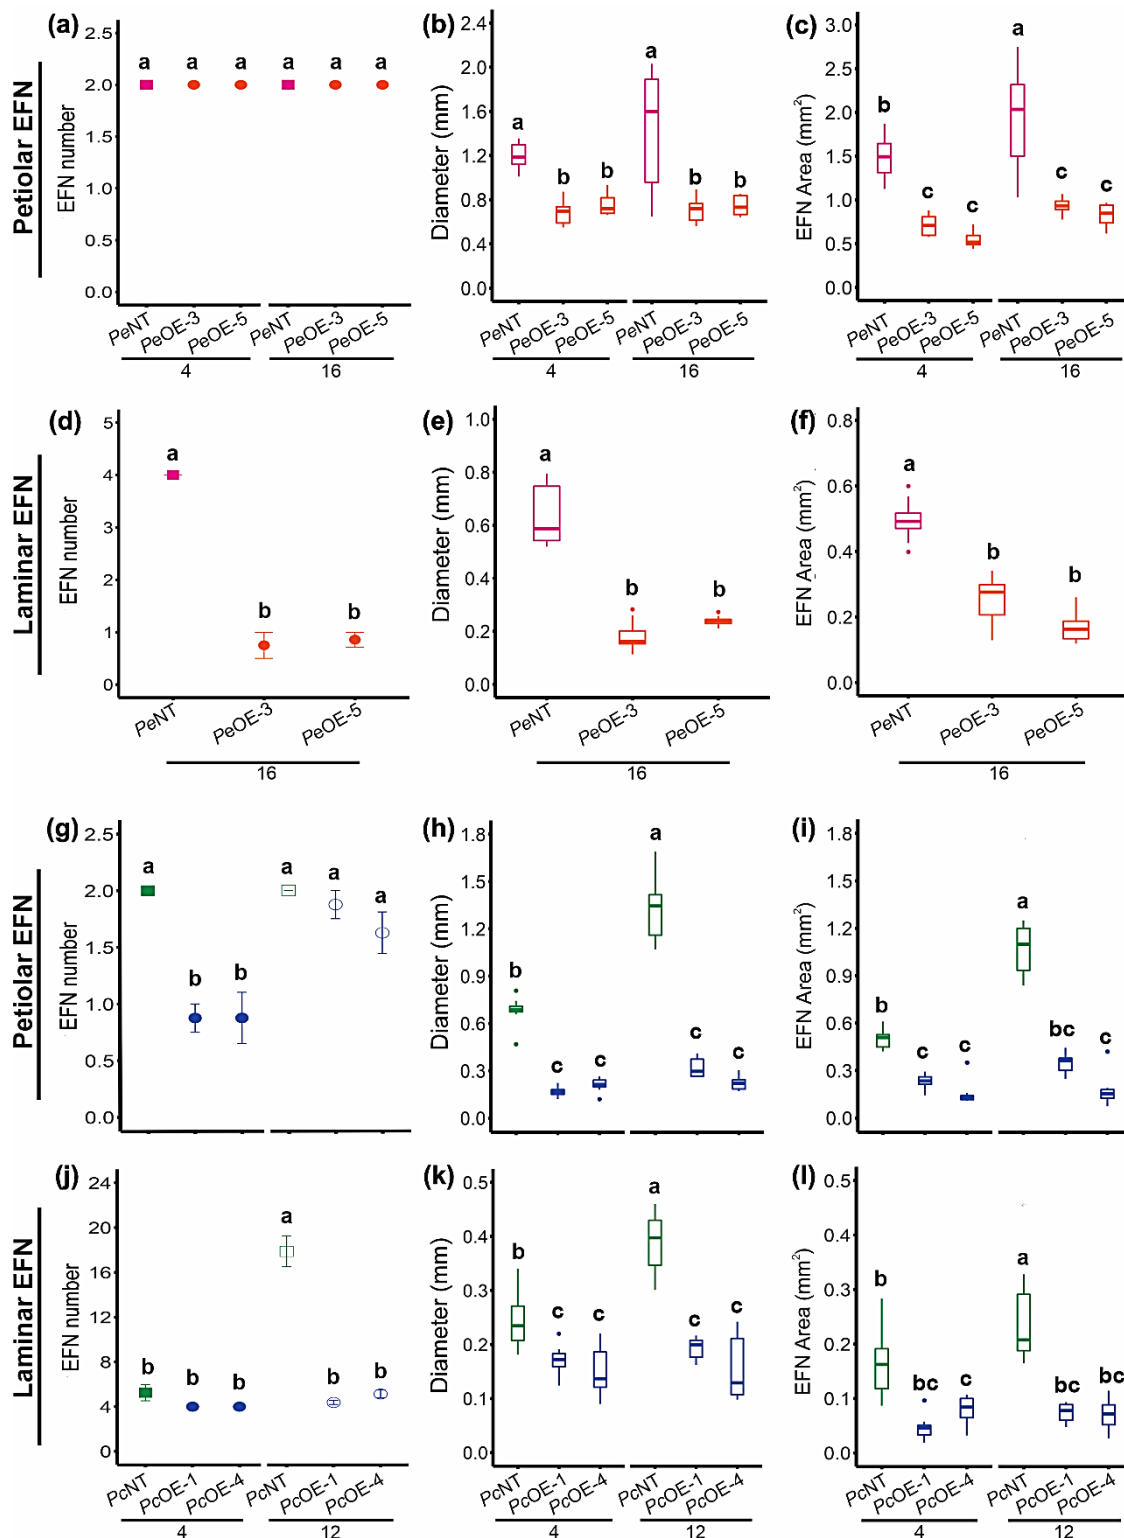 (a)
Petiolar EFN
EFN number
2.5
2.0
1.5
1.0
0.5
0.0
a a a a a a
PeNT PeOE-3 PeOE-5 PeNT PeOE-3 PeOE-5
4 16
(b)
Diameter (mm)
2.4
2.0
1.6
1.2
0.8
0.4
0.0
a b b a b b
PeNT PeOE-3 PeOE-5 PeNT PeOE-3 PeOE-5
4 16
(c)
EFN Area (mm²)
3.0
2.5
2.0
1.5
1.0
0.5
0.0
b c c a c c
PeNT PeOE-3 PeOE-5 PeNT PeOE-3 PeOE-5
4 16
(d)
Laminar EFN
EFN number
5
4
3
2
1
0
a b b
PeNT PeOE-3 PeOE-5
16
(e)
Diameter (mm)
1.0
0.8
0.6
0.4
0.2
0.0
a b b
PeNT PeOE-3 PeOE-5
16
(f)
EFN Area (mm²)
0.8
0.6
0.4
0.2
0.0
a b b
PeNT PeOE-3 PeOE-5
16
(g)
Petiolar EFN
EFN number
2.5
2.0
1.5
1.0
0.5
0.0
a b b a a a
(h)
Diameter (mm)
1.8
1.5
1.2
0.9
0.6
0.3
0.0
b c c a c c
(i)
EFN Area (mm²)
1.8
1.5
1.2
0.9
0.6
0.3
0.0
b c c a bc c
(j)
Laminar EFN
EFN number
24
20
16
12
8
4
0
b b b a b b
PcNT PcOE-1 PcOE-4 PcNT PcOE-1 PcOE-4
4 12
(k)
Diameter (mm)
0.5
0.4
0.3
0.2
0.1
0.0
b c c a c c
PcNT PcOE-1 PcOE-4 PcNT PcOE-1 PcOE-4
4 12
(l)
EFN Area (mm²)
0.5
0.4
0.3
0.2
0.1
0.0
b bc c a bc bc
PcNT PcOE-1 PcOE-4 PcNT PcOE-1 PcOE-4
4 12